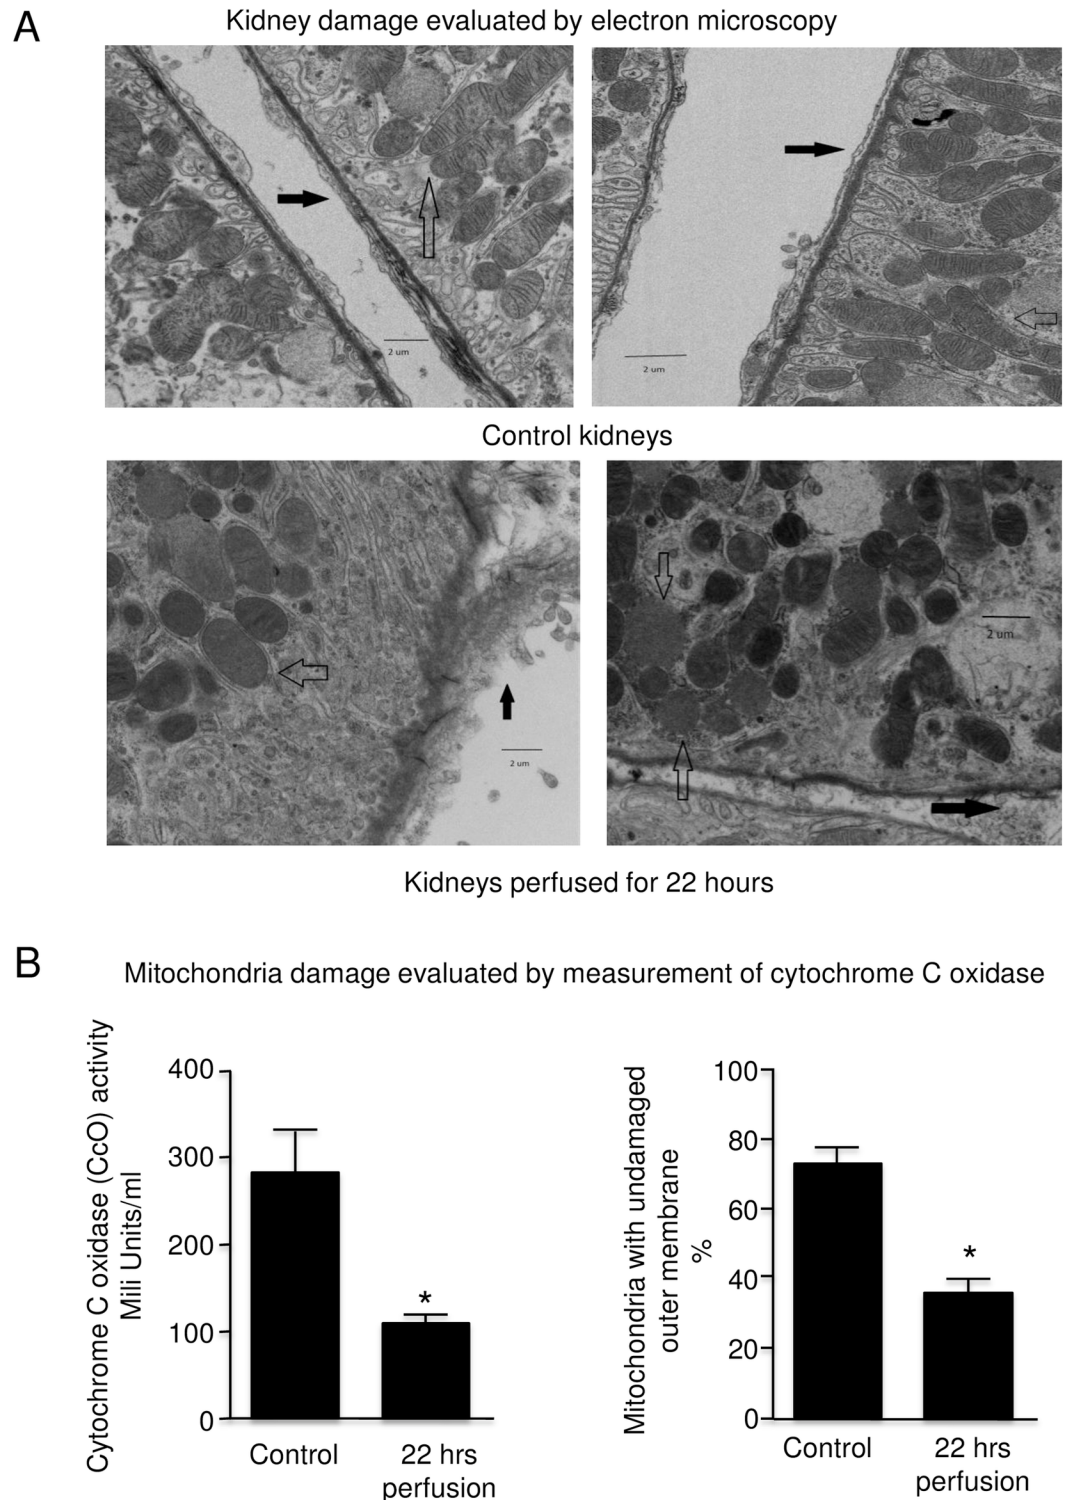 A
Kidney damage evaluated by electron microscopy
2 um
2 um
Control kidneys
2 um
2 um
Kidneys perfused for 22 hours
B
Mitochondria damage evaluated by measurement of cytochrome C oxidase
Cytochrome C oxidase (CcO) activity
Mili Units/ml
400
300
200
100
0
*
Control
22 hrs
perfusion
Mitochondria with undamaged
outer membrane
%
100
80
60
40
20
0
*
Control
22 hrs
perfusion